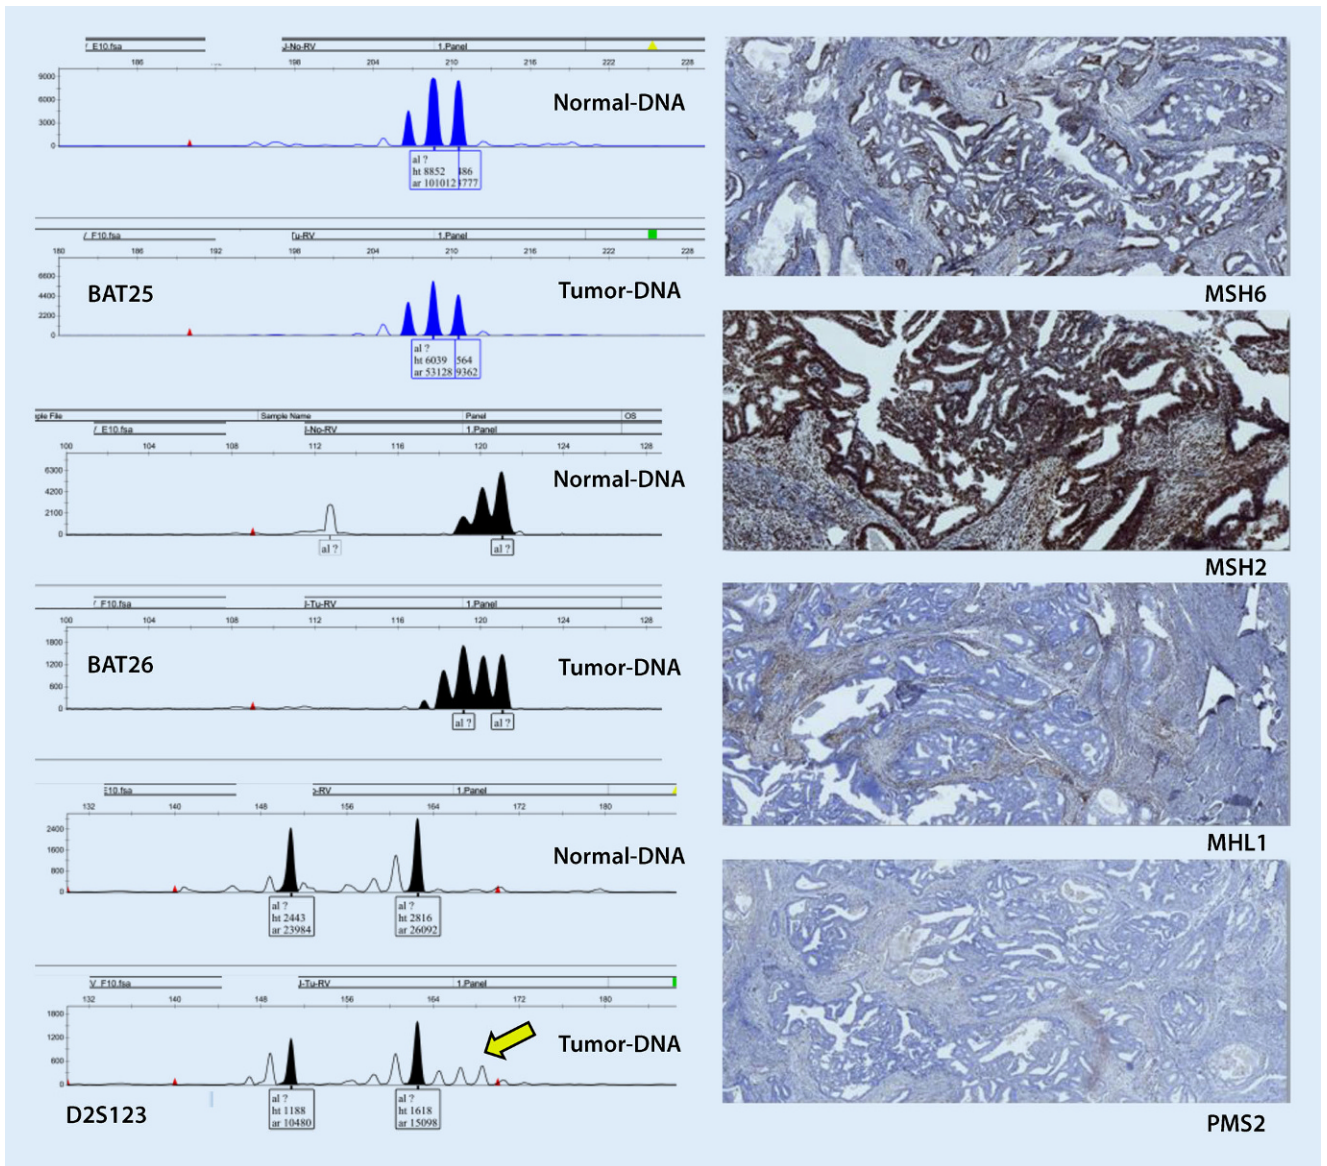 / E10.fsa J-No-RV 1.Panel
186 198 204 210 216 222 228
9000
6000
3000
0
Normal-DNA
al ?
ht 8852 386
ar 101012 3777
/ F10.fsa Tu-RV 1.Panel
180 186 192 198 204 210 216 222 228
6600
4400
2200
0
BAT25
Tumor-DNA
al ?
ht 6039 564
ar 53128 9362
ple File Sample Name Panel OS
/ E10.fsa I-No-RV 1.Panel
100 104 108 112 116 120 124 128
6300
4200
2100
0
Normal-DNA
al ? al ?
/ F10.fsa I-Tu-RV 1.Panel
100 104 108 112 116 120 124 128
1800
1200
600
0
BAT26
Tumor-DNA
al ? al ?
E10.fsa -RV 1.Panel
132 140 148 156 164 172 180
2400
1600
800
0
Normal-DNA
al ? al ?
ht 2443 ht 2816
ar 23984 ar 26092
V F10.fsa J-Tu-RV 1.Panel
132 140 148 156 164 172 180
1800
1200
600
0
Tumor-DNA
al ? al ?
ht 1188 ht 1618
ar 10480 ar 15098
D2S123
MSH6
MSH2
MHL1
PMS2